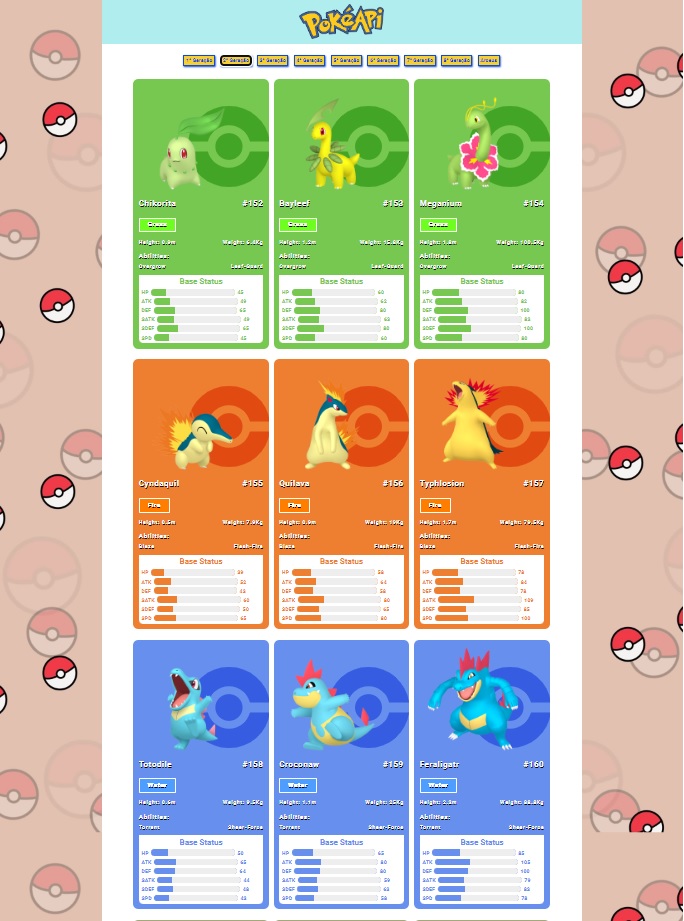 PokéApi
1ª Geração 2ª Geração 3ª Geração 4ª Geração 5ª Geração 6ª Geração 7ª Geração 8ª Geração
Chikorita #152 Bayleef #153 Meganium #154
Grass Grass Grass
Height: 0.9m Weight: 6.4Kg Height: 1.2m Weight: 15.8Kg Height: 1.8m Weight: 100.5Kg
Abilities: Abilities: Abilities:
Overgrow Leaf-Guard Overgrow Leaf-Guard Overgrow Leaf-Guard
Base Status Base Status Base Status
HP 45 HP 60 HP 80
ATK 49 ATK 62 ATK 82
DEF 65 DEF 80 DEF 100
SATK 49 SATK 63 SATK 83
SDEF 65 SDEF 80 SDEF 100
SPD 45 SPD 60 SPD 80
Cyndaquil #155 Quilava #156 Typhlosion #157
Fire Fire Fire
Height: 0.5m Weight: 7.9Kg Height: 0.9m Weight: 19Kg Height: 1.7m Weight: 79.5Kg
Abilities: Abilities: Abilities:
Blaze Flash-Fire Blaze Flash-Fire Blaze Flash-Fire
Base Status Base Status Base Status
HP 39 HP 58 HP 78
ATK 52 ATK 64 ATK 84
DEF 43 DEF 58 DEF 78
SATK 60 SATK 80 SATK 109
SDEF 50 SDEF 65 SDEF 85
SPD 65 SPD 80 SPD 100
Totodile #158 Croconaw #159 Feraligatr #160
Water Water Water
Height: 0.6m Weight: 9.5Kg Height: 1.1m Weight: 25Kg Height: 2.3m Weight: 88.8Kg
Abilities: Abilities: Abilities:
Torrent Sheer-Force Torrent Sheer-Force Torrent Sheer-Force
Base Status Base Status Base Status
HP 50 HP 65 HP 85
ATK 65 ATK 80 ATK 105
DEF 64 DEF 80 DEF 100
SATK 44 SATK 59 SATK 79
SDEF 48 SDEF 63 SDEF 83
SPD 43 SPD 58 SPD 78